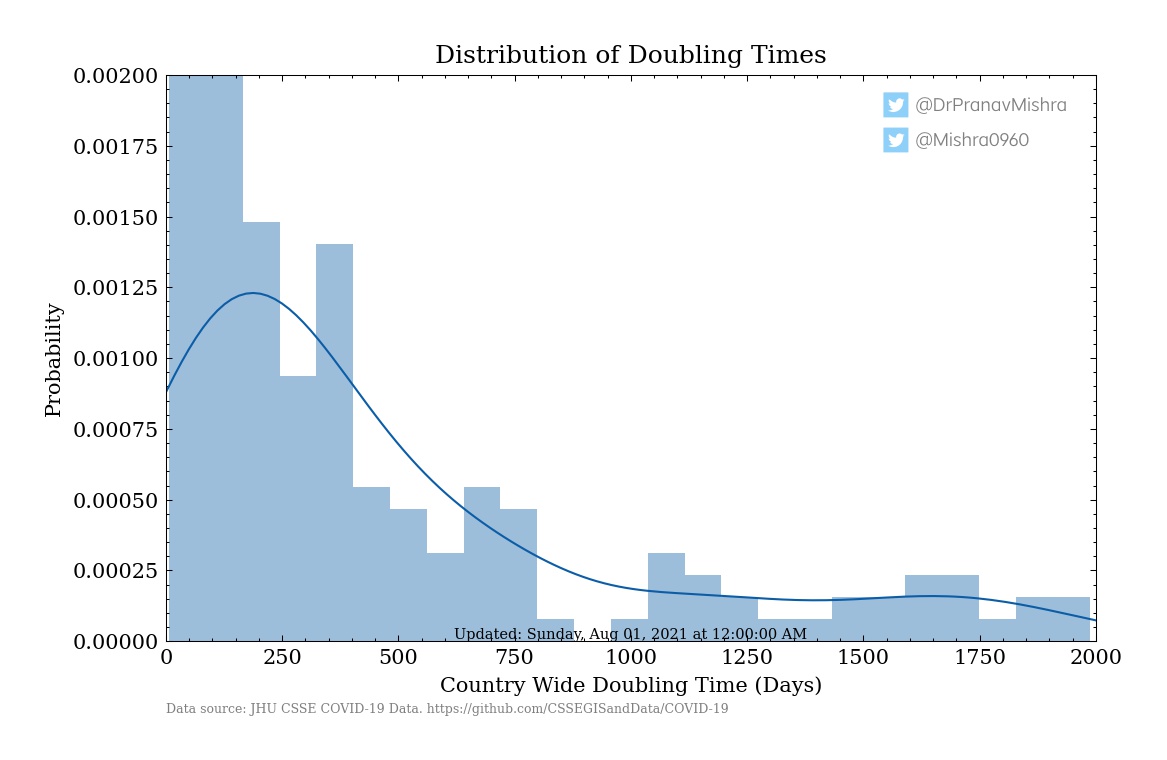 Distribution of Doubling Times
@DrPranavMishra
@Mishra0960
0.00200
0.00175
0.00150
0.00125
0.00100
0.00075
0.00050
0.00025
0.00000
Probability
Updated: Sunday, Aug 01, 2021 at 12:00:00 AM
0 250 500 750 1000 1250 1500 1750 2000
Country Wide Doubling Time (Days)
Data source: JHU CSSE COVID-19 Data. https://github.com/CSSEGISandData/COVID-19